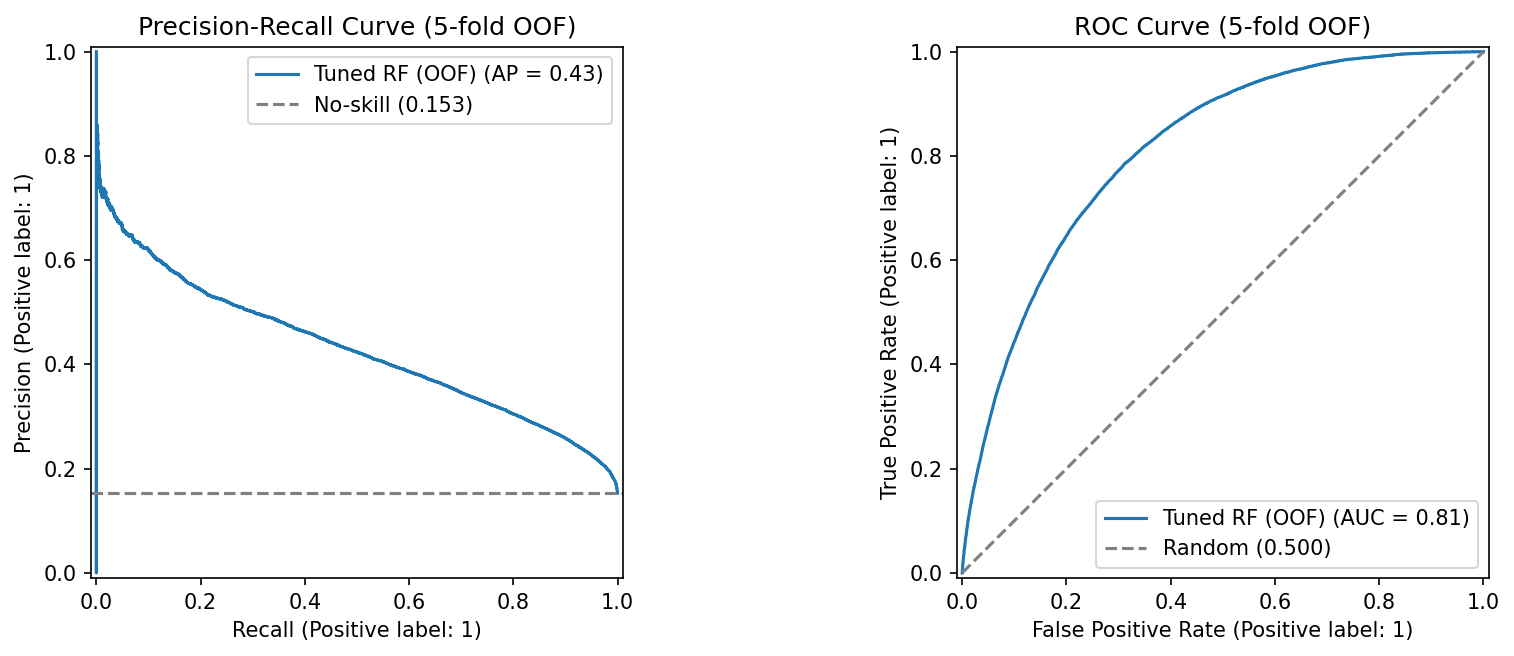 Precision-Recall Curve (5-fold OOF)
1.0
0.8
0.6
0.4
0.2
0.0
Precision (Positive label: 1)
Tuned RF (OOF) (AP = 0.43)
No-skill (0.153)
0.0 0.2 0.4 0.6 0.8 1.0
Recall (Positive label: 1)
ROC Curve (5-fold OOF)
1.0
0.8
0.6
0.4
0.2
0.0
True Positive Rate (Positive label: 1)
Tuned RF (OOF) (AUC = 0.81)
Random (0.500)
0.0 0.2 0.4 0.6 0.8 1.0
False Positive Rate (Positive label: 1)